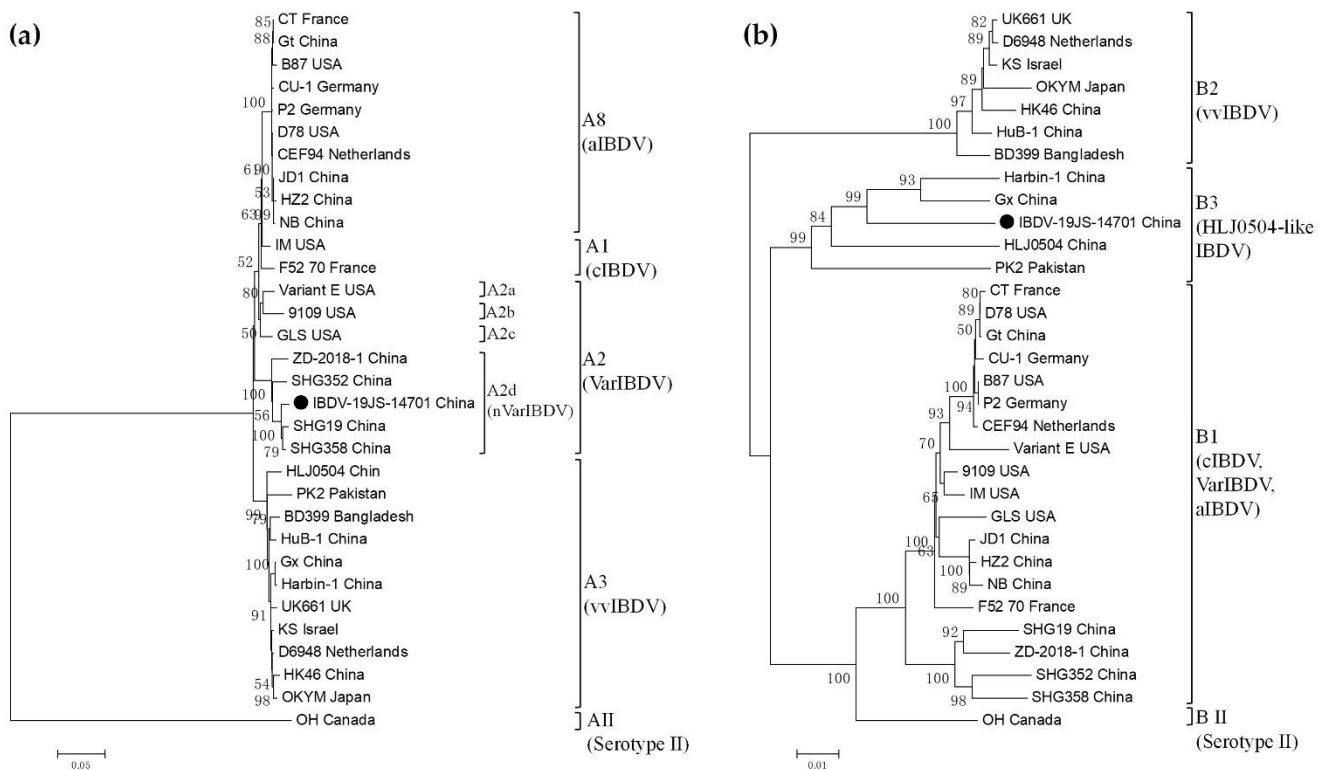 (a)
85
CT France
88
Gt China
B87 USA
CU-1 Germany
100
P2 Germany
D78 USA
CEF94 Netherlands
90
JD1 China
53
HZ2 China
63
99
NB China
IM USA
52
F52 70 France
80
Variant E USA
9109 USA
50
GLS USA
ZD-2018-1 China
SHG352 China
100
IBDV-19JS-14701 China
56
SHG19 China
100
SHG358 China
79
HLJ0504 Chin
PK2 Pakistan
99
79
BD399 Bangladesh
HuB-1 China
100
Gx China
Harbin-1 China
91
UK661 UK
KS Israel
D6948 Netherlands
54
HK46 China
98
OKYM Japan
OH Canada
0.05
A8
(aIBDV)
A1
(cIBDV)
A2a
A2b
A2c
A2d
(nVarIBDV)
A2
(VarIBDV)
A3
(vvIBDV)
AII
(Serotype II)
(b)
82
UK661 UK
89
D6948 Netherlands
KS Israel
89
OKYM Japan
97
HK46 China
100
HuB-1 China
BD399 Bangladesh
93
Harbin-1 China
99
Gx China
84
IBDV-19JS-14701 China
99
HLJ0504 China
PK2 Pakistan
80
CT France
89
D78 USA
50
Gt China
CU-1 Germany
100
B87 USA
94
P2 Germany
93
CEF94 Netherlands
70
Variant E USA
9109 USA
65
IM USA
GLS USA
100
63
JD1 China
100
HZ2 China
89
NB China
100
F52 70 France
92
SHG19 China
ZD-2018-1 China
100
SHG352 China
98
SHG358 China
100
OH Canada
0.01
B2
(vvIBDV)
B3
(HLJ0504-like
IBDV)
B1
(cIBDV,
VarIBDV,
aIBDV)
B II
(Serotype II)